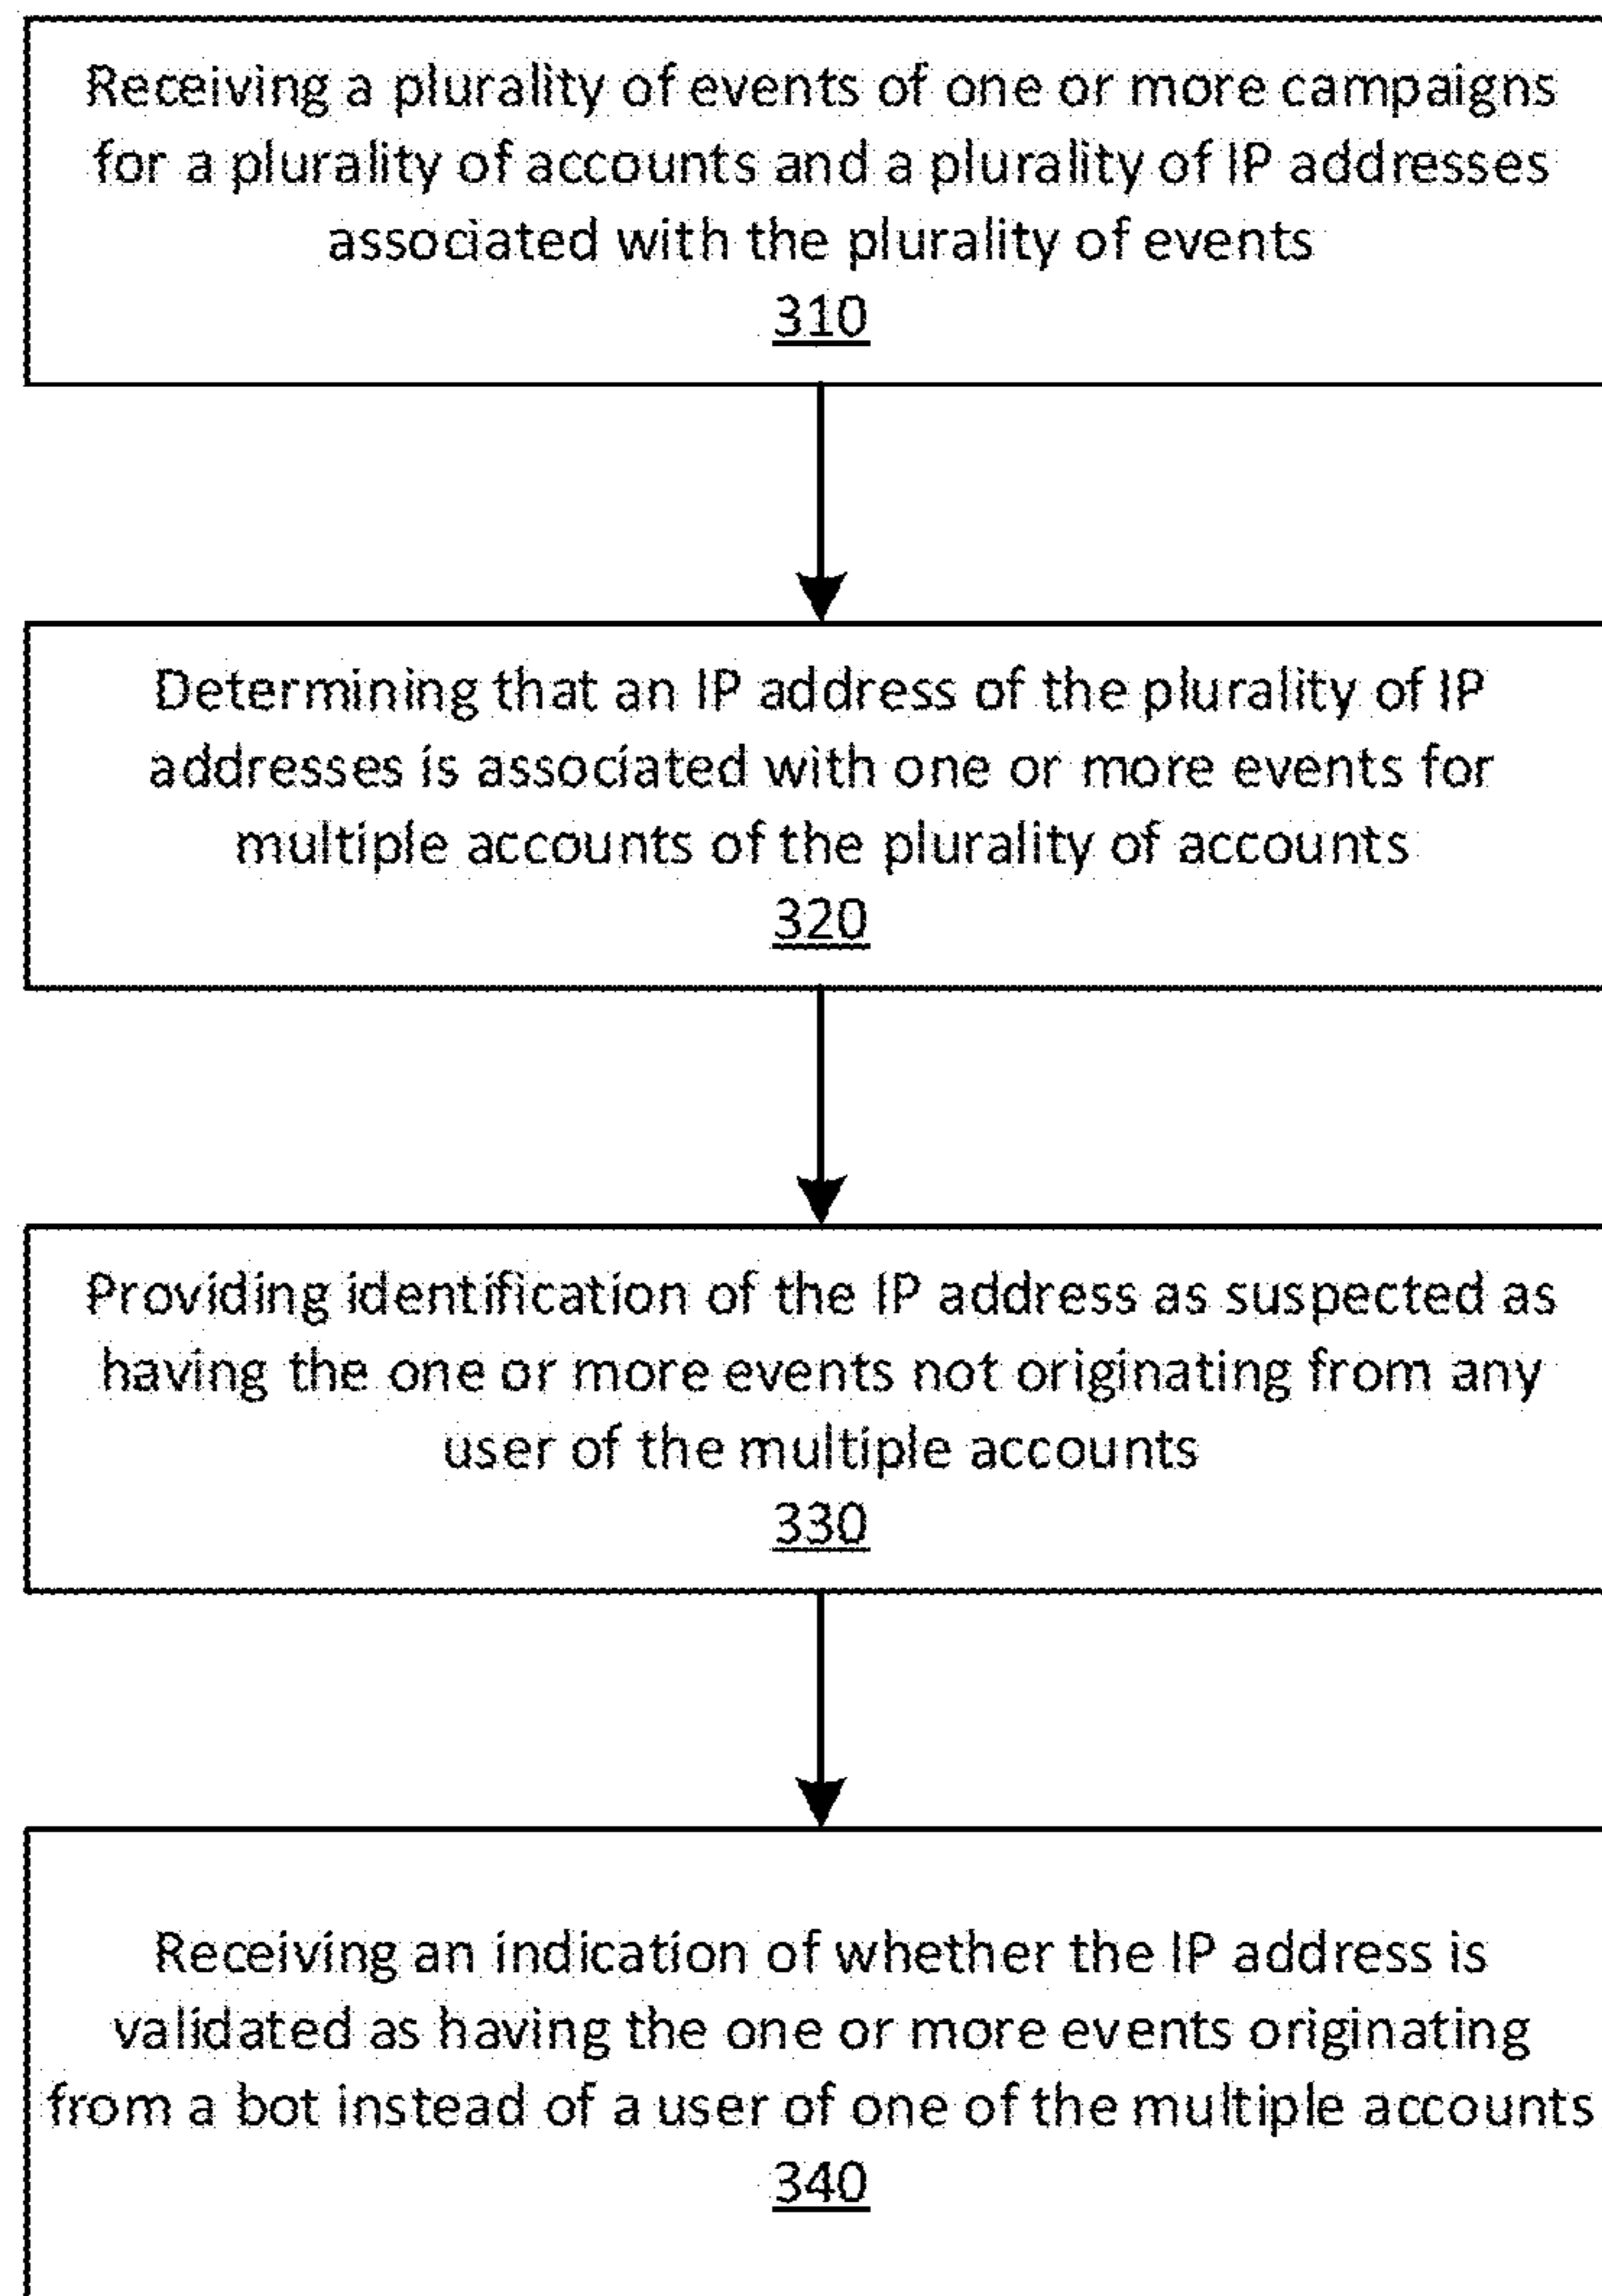 Receiving a plurality of events of one or more campaigns
for a plurality of accounts and a plurality of IP addresses
associated with the plurality of events
310
Determining that an IP address of the plurality of IP
addresses is associated with one or more events for
multiple accounts of the plurality of accounts
320
Providing identification of the IP address as suspected as
having the one or more events not originating from any
user of the multiple accounts
330
Receiving an indication of whether the IP address is
validated as having the one or more events originating
from a bot instead of a user of one of the multiple accounts
340